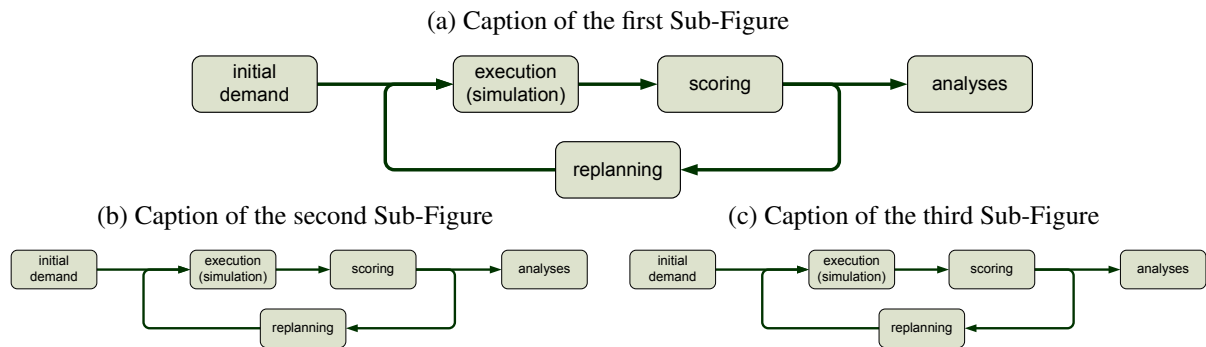 (a) Caption of the first Sub-Figure
initial
demand
execution
(simulation)
scoring
analyses
replanning
(b) Caption of the second Sub-Figure
initial
demand
execution
(simulation)
scoring
analyses
replanning
(c) Caption of the third Sub-Figure
initial
demand
execution
(simulation)
scoring
analyses
replanning